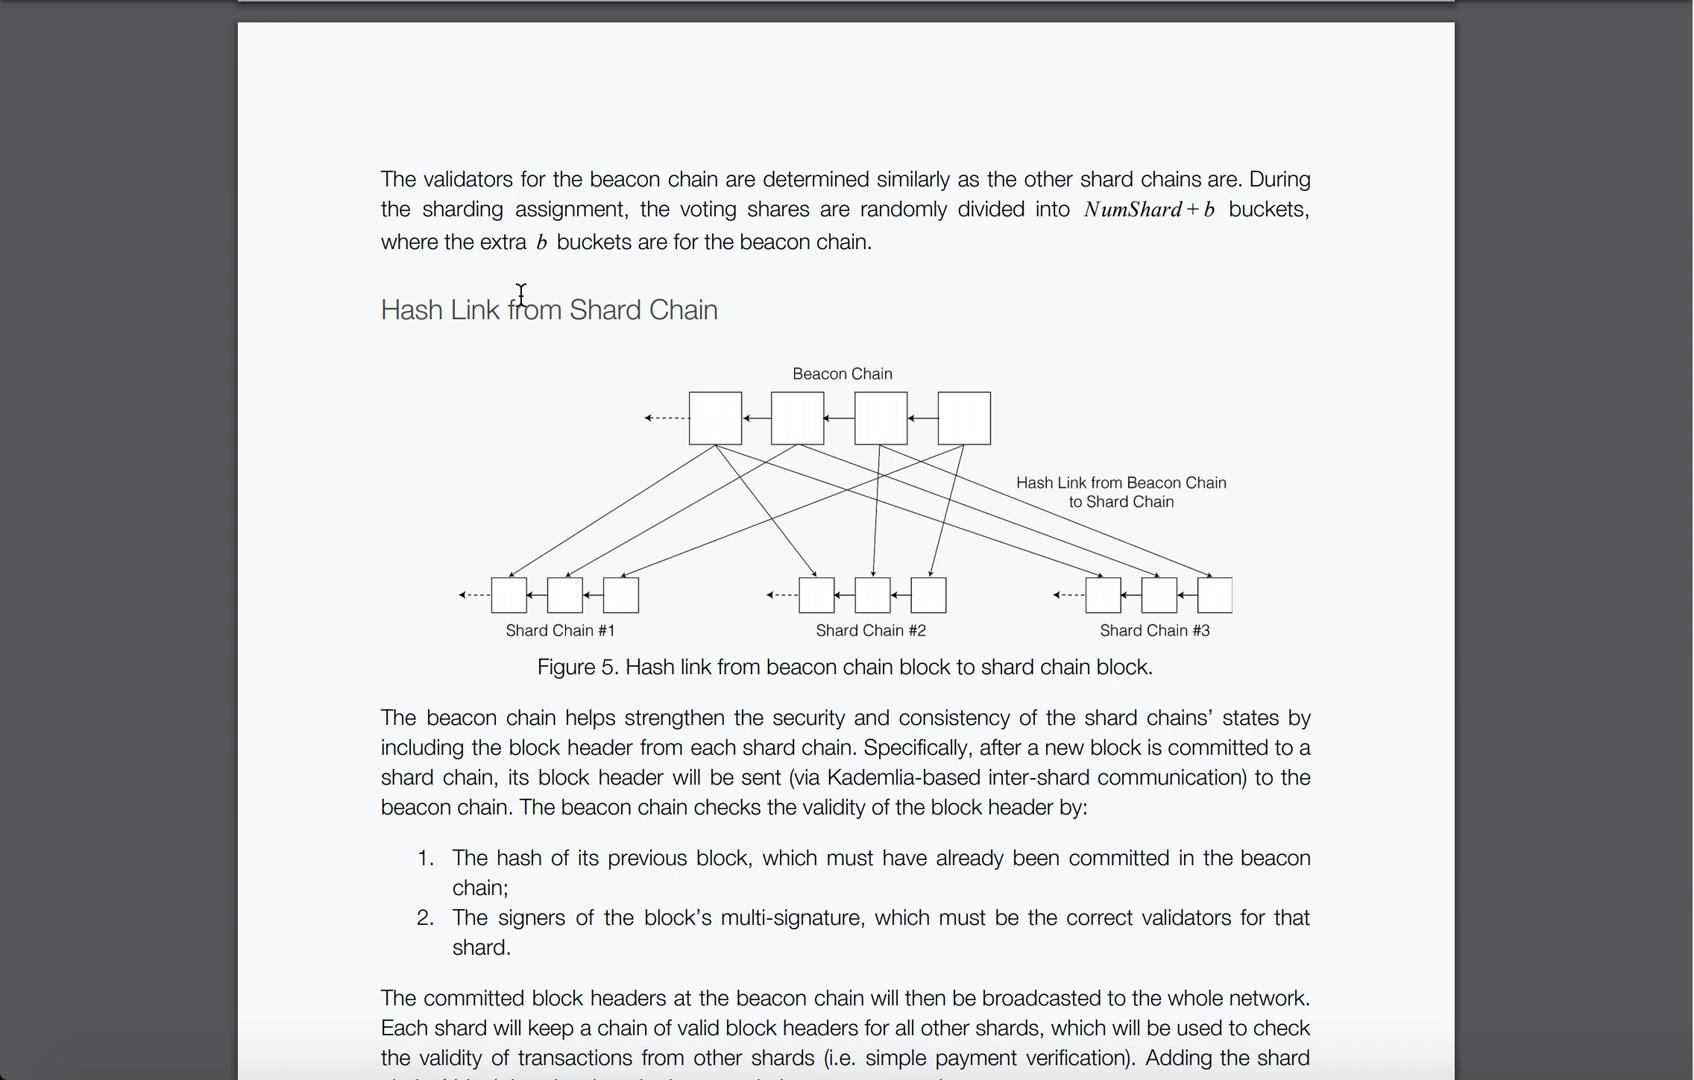 The validators for the beacon chain are determined similarly as the other shard chains are. During
the sharding assignment, the voting shares are randomly divided into NumShard + b buckets,
where the extra b buckets are for the beacon chain.
Hash Link from Shard Chain
Beacon Chain
Hash Link from Beacon Chain
to Shard Chain
Shard Chain #1
Shard Chain #2
Shard Chain #3
Figure 5. Hash link from beacon chain block to shard chain block.
The beacon chain helps strengthen the security and consistency of the shard chains’ states by
including the block header from each shard chain. Specifically, after a new block is committed to a
shard chain, its block header will be sent (via Kademlia-based inter-shard communication) to the
beacon chain. The beacon chain checks the validity of the block header by:
1. The hash of its previous block, which must have already been committed in the beacon
chain;
2. The signers of the block’s multi-signature, which must be the correct validators for that
shard.
The committed block headers at the beacon chain will then be broadcasted to the whole network.
Each shard will keep a chain of valid block headers for all other shards, which will be used to check
the validity of transactions from other shards (i.e. simple payment verification). Adding the shard